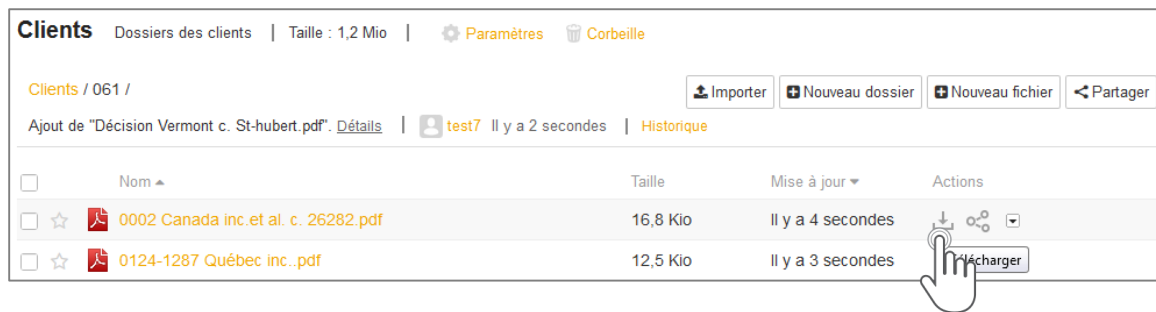 Clients Dossiers des clients | Taille : 1,2 Mio | Paramètres Corbeille
Clients / 061 / Importer Nouveau dossier Nouveau fichier Partager
Ajout de "Décision Vermont c. St-hubert.pdf". Détails | test7 Il y a 2 secondes | Historique
Nom Taille Mise à jour Actions
0002 Canada inc.et al. c. 26282.pdf 16,8 Kio Il y a 4 secondes
0124-1287 Québec inc..pdf 12,5 Kio Il y a 3 secondes